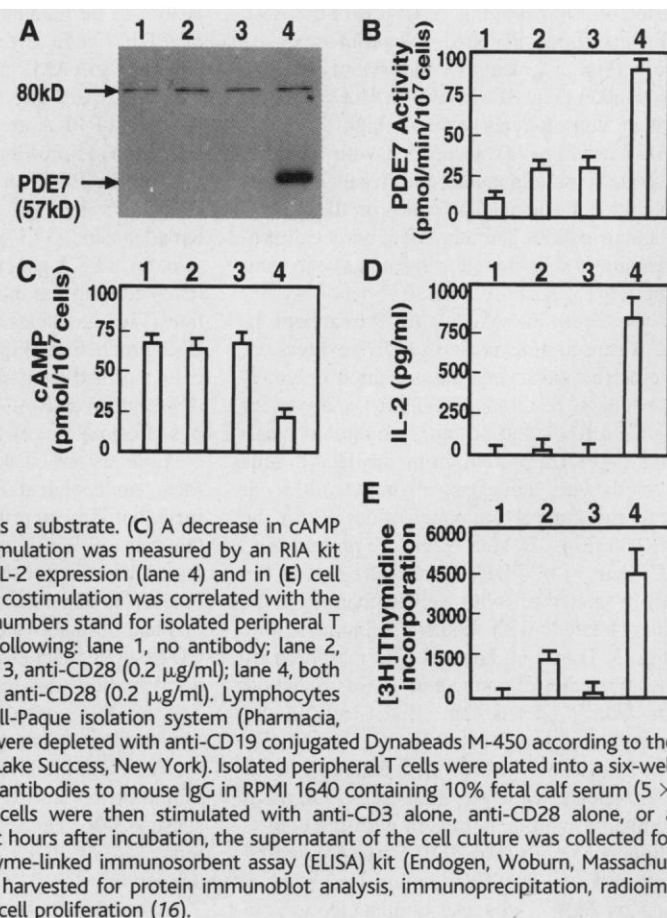 A
1 2 3 4
80kD
PDE7
(57kD)
B
1 2 3 4
PDE7 Activity
(pmol/min/10⁷ cells)
100
75
50
25
0
C
1 2 3 4
cAMP
(pmol/10⁷ cells)
100
75
50
25
0
D
1 2 3 4
IL-2 (pg/ml)
1000
750
500
250
0
E
1 2 3 4
[3H]Thymidine
incorporation
6000
4500
3000
1500
0
s a substrate. (C) A decrease in cAMP
mulation was measured by an RIA kit
L-2 expression (lane 4) and in (E) cell
costimulation was correlated with the
numbers stand for isolated peripheral T
ollowing: lane 1, no antibody; lane 2,
3, anti-CD28 (0.2 μg/ml); lane 4, both
anti-CD28 (0.2 μg/ml). Lymphocytes
ll-Paque isolation system (Pharmacia,
were depleted with anti-CD19 conjugated Dynabeads M-450 according to the
Lake Success, New York). Isolated peripheral T cells were plated into a six-wel
antibodies to mouse IgG in RPMI 1640 containing 10% fetal calf serum (5 ×
cells were then stimulated with anti-CD3 alone, anti-CD28 alone, or a
t hours after incubation, the supernatant of the cell culture was collected fo
yme-linked immunosorbent assay (ELISA) kit (Endogen, Woburn, Massachu
harvested for protein immunoblot analysis, immunoprecipitation, radioim
cell proliferation (16).